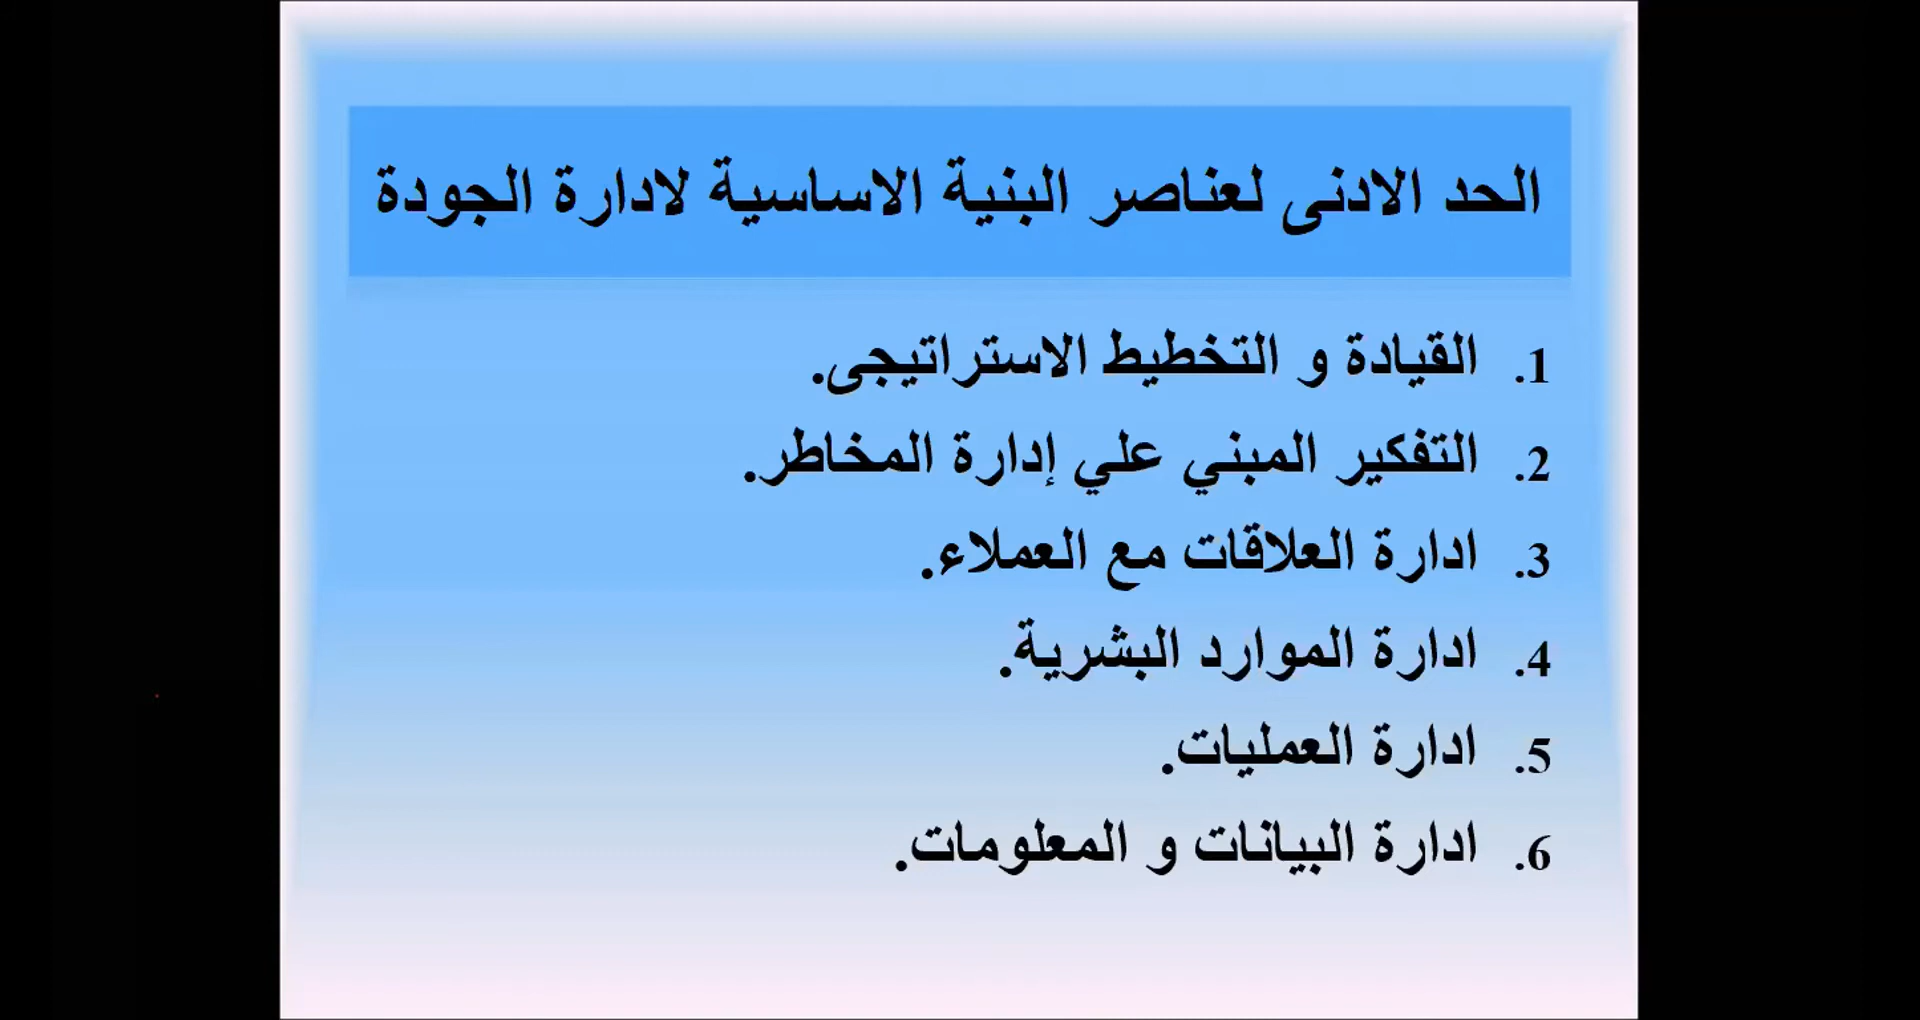 الحد الادنى لعناصر البنية الاساسية لادارة الجودة
1. القيادة و التخطيط الاستراتيجى.
2. التفكير المبني علي إدارة المخاطر.
3. ادارة العلاقات مع العملاء.
4. ادارة الموارد البشرية.
5. ادارة العمليات.
6. ادارة البيانات و المعلومات.